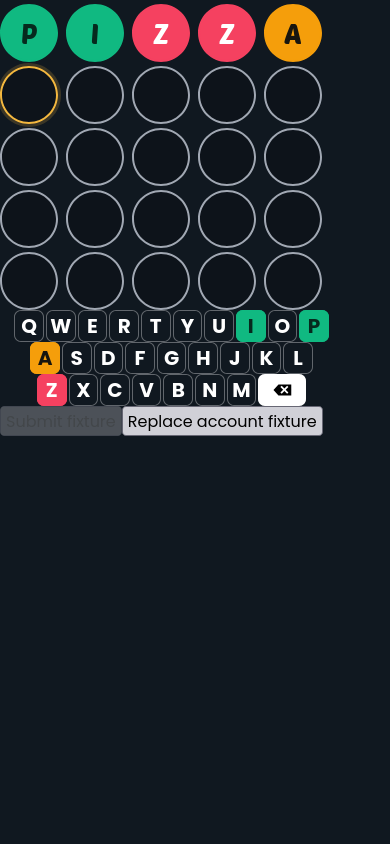 P I Z Z A
Q W E R T Y U I O P
A S D F G H J K L
Z X C V B N M
Submit fixture Replace account fixture